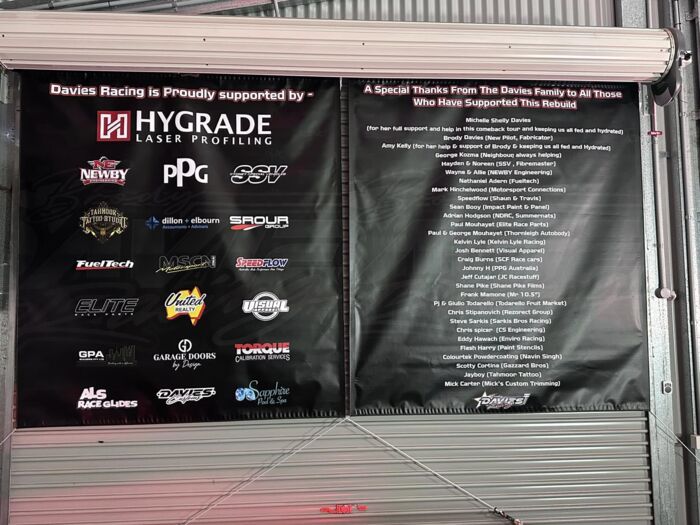 Davies Racing is Proudly supported by -
HYGRADE
LASER PROFILING
NEWBY
PPG
SSV
TAHMOOR
TATTOO STUDIO
dillon + elbourn
Accountants + Advisors
SROUR
GROUP
FUELTECH
MSCN
SPEEDFLOW
ELITE
RACE PARTS
United
REALTY
VISUAL
APPAREL
GPA
GARAGE DOORS
by Design
TORQUE
CALIBRATION SERVICES
ALS
RACE GLIDES
DAVIES
Sapphire
Pool & Spa
A Special Thanks From The Davies Family to All Those
Who Have Supported This Rebuild
Michelle Shelly Davies
(for her full support and help in this comeback tour and keeping us all fed and hydrated)
Brody Davies (New Pilot, Fabricator)
Amy Kelly (for her help & support of Brody & keeping us all fed and Hydrated)
George Kozma (Neighbouq always helping)
Hayden & Noreen (SSV , Fibremaster)
Wayne & Allie (NEWBY Engineering)
Nathaniel Adern (Fueltech)
Mark Hinchelwood (Motorsport Connections)
Speedflow (Shaun & Travis)
Sean Booy (Impact Paint & Panel)
Adrian Hodgson (NDRC, Summernats)
Paul Mouhayet (Elite Race Parts)
Paul & George Mouhayet (Thornleigh Autobody)
Kelvin Lyle (Kelvin Lyle Racing)
Josh Bennett (Visual Apparel)
Craig Burns (SCF Race cars)
Johnny H (PPG Australia)
Jeff Cutajar (JC Racestuff)
Shane Pike (Shane Pike Films)
Frank Mamone (Mr 10.5")
Pj & Giulio Todarello (Todarello Fruit Market)
Chris Stipanovich (Rezorect Group)
Steve Sarkis (Sarkis Bros Racing)
Chris spicer (CS Engineering)
Eddy Hawach (Enviro Racing)
Flash Harry (Paint Stencils)
Colourtek Powdercoating (Navin Singh)
Scotty Cortina (Gazzard Bros)
Jayboy (Tahmoor Tattoo)
Mick Carter (Mick's Custom Trimming)
DAVIES